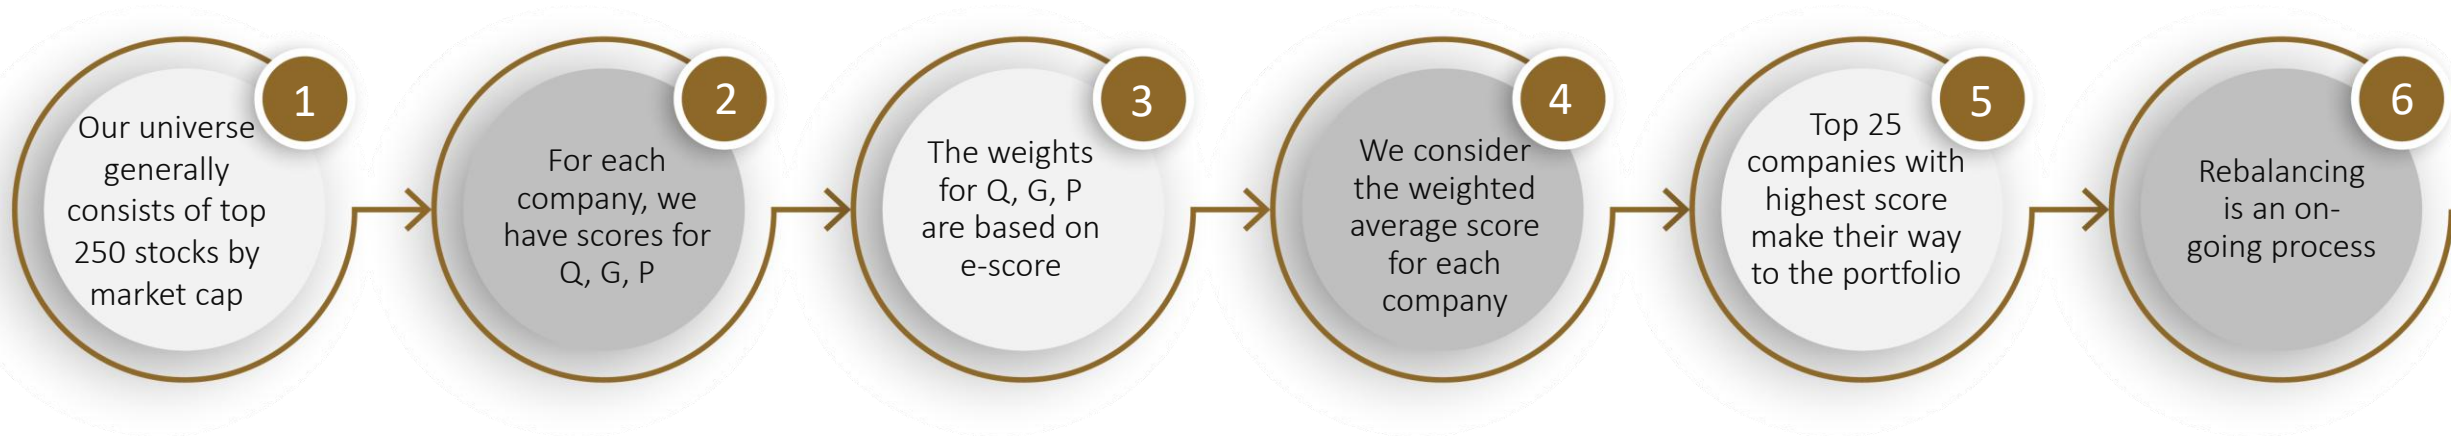 1
Our universe
generally
consists of top
250 stocks by
market cap
2
For each
company, we
have scores for
Q, G, P
3
The weights
for Q, G, P
are based on
e-score
4
We consider
the weighted
average score
for each
company
5
Top 25
companies with
highest score
make their way
to the portfolio
6
Rebalancing
is an on-
going process